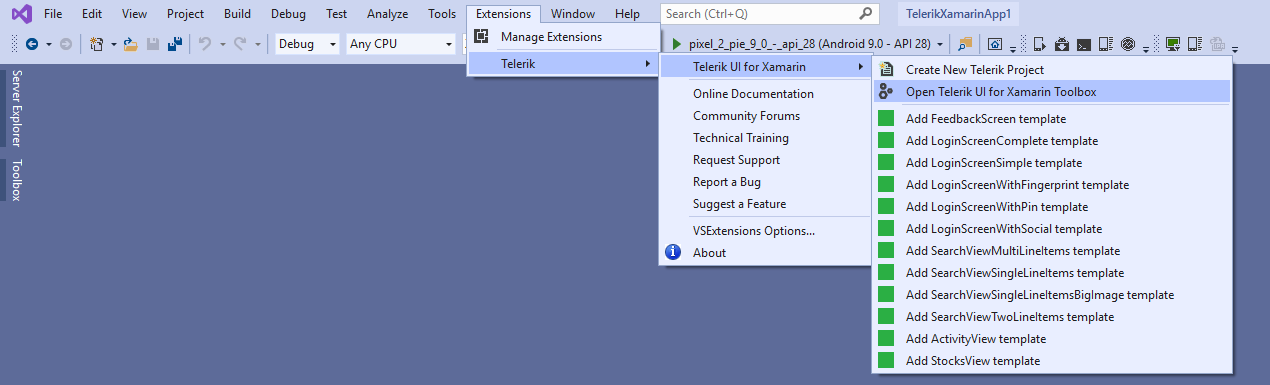 File Edit View Project Build Debug Test Analyze Tools Extensions Window Help Search (Ctrl+Q) TelerikXamarinApp1
Debug Any CPU pixel_2_pie_9_0_-_api_28 (Android 9.0 - API 28)
Server Explorer
Toolbox
Manage Extensions
Telerik
Telerik UI for Xamarin
Online Documentation
Community Forums
Technical Training
Request Support
Report a Bug
Suggest a Feature
VSExtensions Options...
About
Create New Telerik Project
Open Telerik UI for Xamarin Toolbox
Add FeedbackScreen template
Add LoginScreenComplete template
Add LoginScreenSimple template
Add LoginScreenWithFingerprint template
Add LoginScreenWithPin template
Add LoginScreenWithSocial template
Add SearchViewMultiLineItems template
Add SearchViewSingleLineItems template
Add SearchViewSingleLineItemsBigImage template
Add SearchViewTwoLineItems template
Add ActivityView template
Add StocksView template